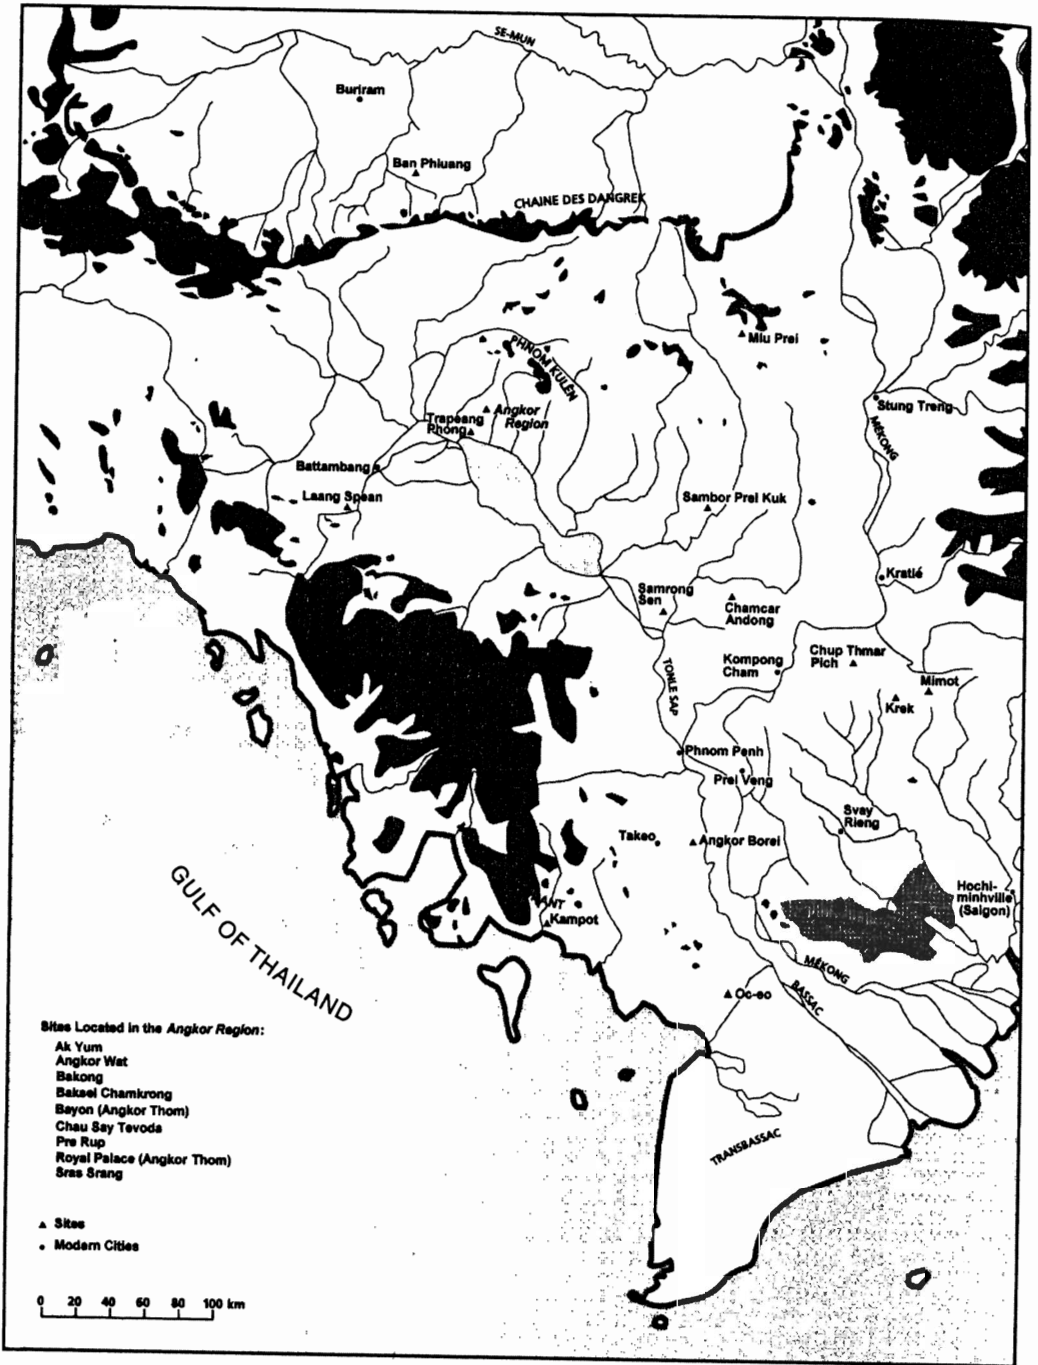 SE-MUN
Buriram
Ban Phluang
CHAINE DES DANGREK
Mlu Prei
PHNOM KULÊN
Angkor
Region
Trapeang
Phong
Stung Treng
MÉKONG
Battambang
Laang Spean
Sambor Prei Kuk
Kratié
Samrong
Sen
Chamcar
Andong
Chup Thmar
Pich
Kompong
Cham
Mimot
Krek
TONLE SAP
Phnom Penh
Prei Veng
Svay
Rieng
Takeo
Angkor Borei
Hochi-
minhville
(Saigon)
Kampot
GULF OF THAILAND
MÉKONG
BASSAC
Oc-eo
TRANSBASSAC
Sites Located in the Angkor Region:
Ak Yum
Angkor Wat
Bakong
Baksei Chamkrong
Bayon (Angkor Thom)
Chau Say Tevoda
Pre Rup
Royal Palace (Angkor Thom)
Sras Srang
Sites
Modern Cities
0 20 40 60 80 100 km